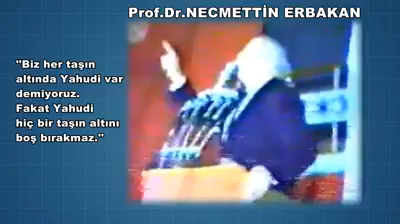 Prof.Dr.NECMETTİN ERBAKAN
"Biz her taşın
altında Yahudi var
demiyoruz.
Fakat Yahudi
hiç bir taşın altını
boş bırakmaz."